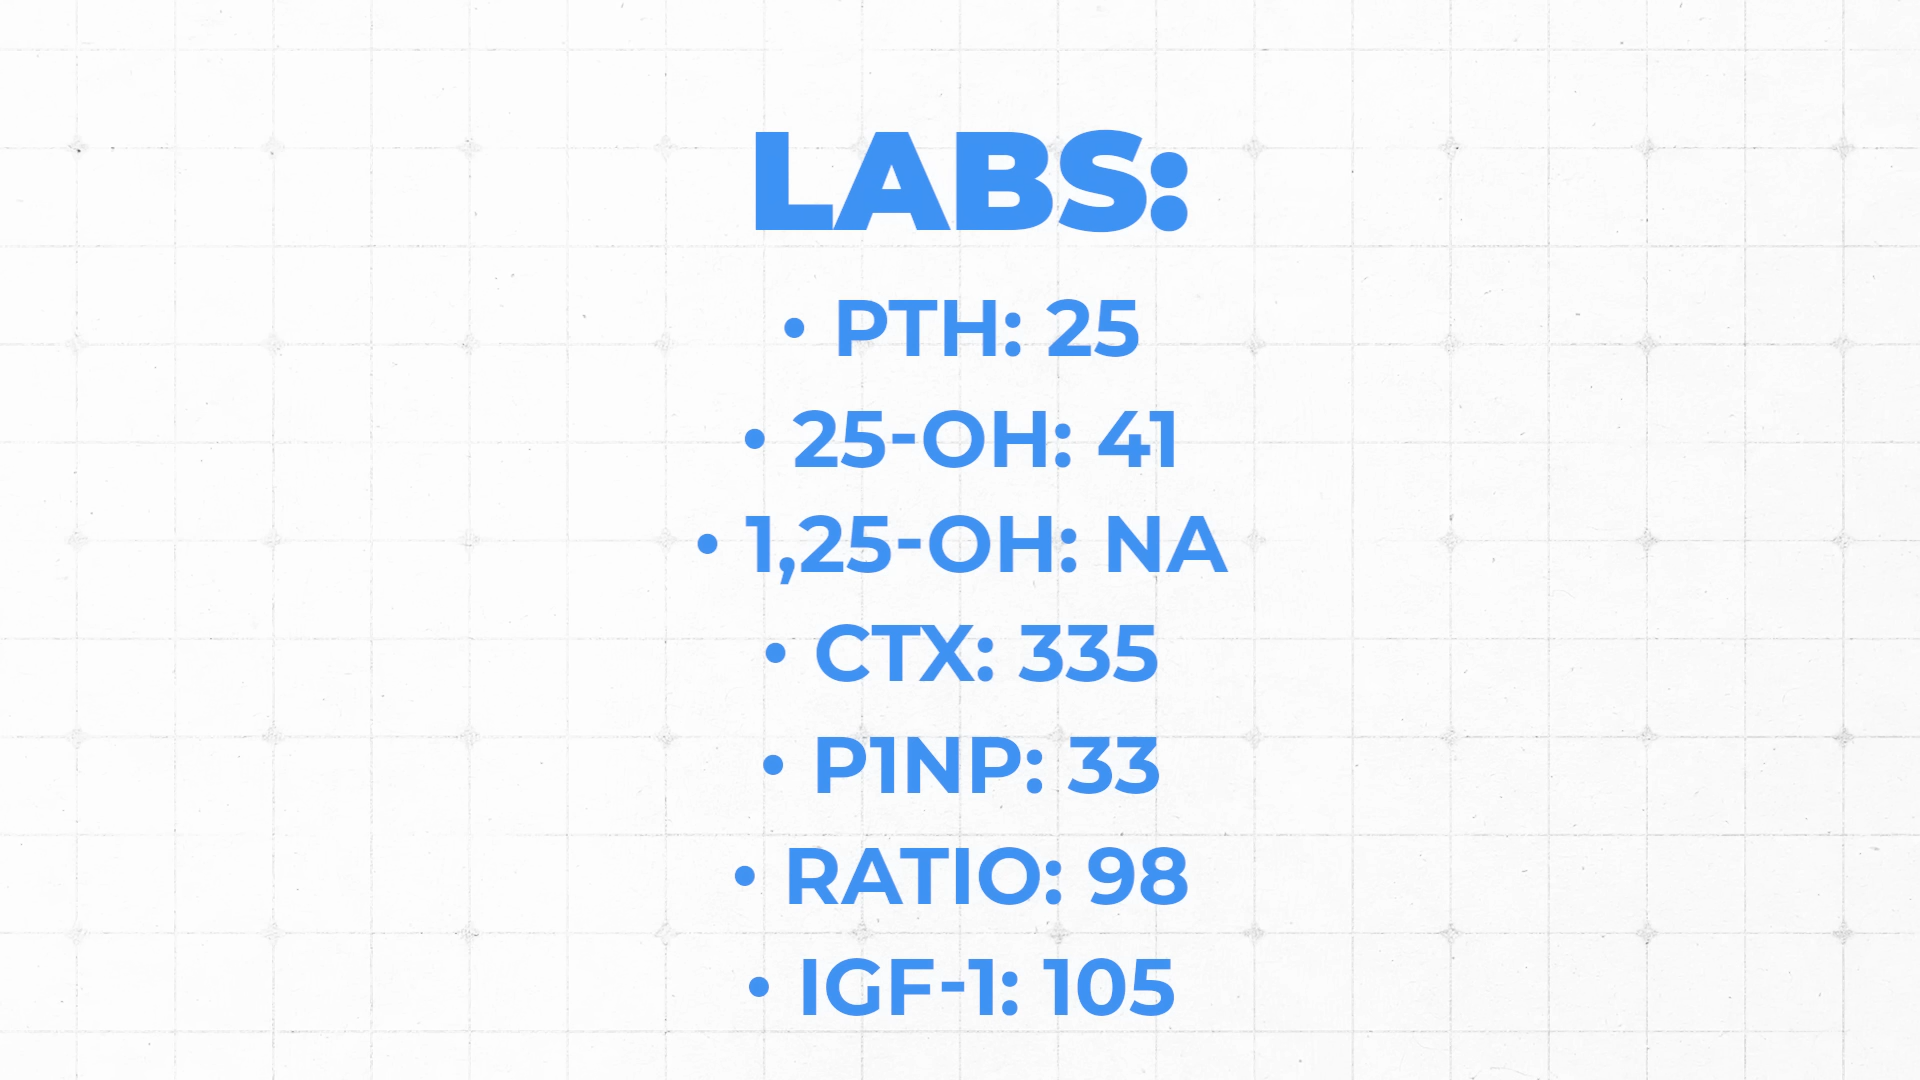 LABS:
• PTH: 25
• 25-OH: 41
• 1,25-OH: NA
• CTX: 335
• P1NP: 33
• RATIO: 98
• IGF-1: 105